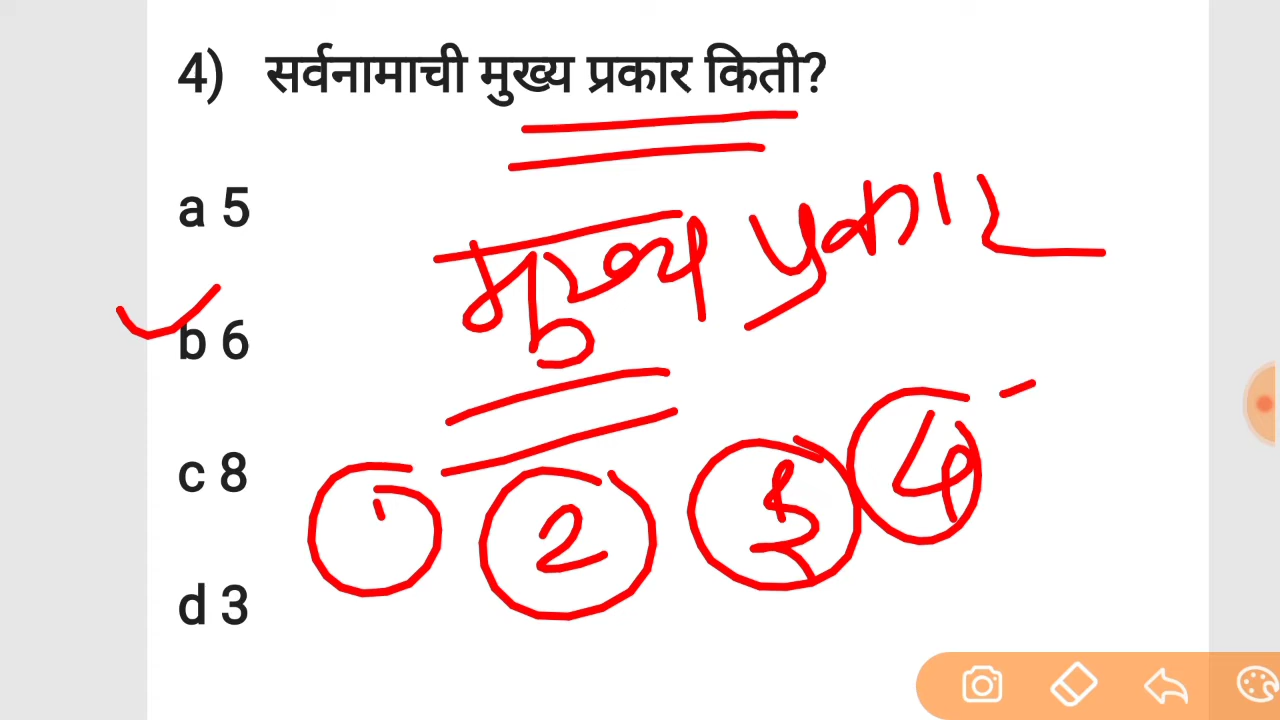 4) सर्वनामाची मुख्य प्रकार किती?
a 5
मुख्य प्रकार
b 6
c 8
1 2 3 4
d 3